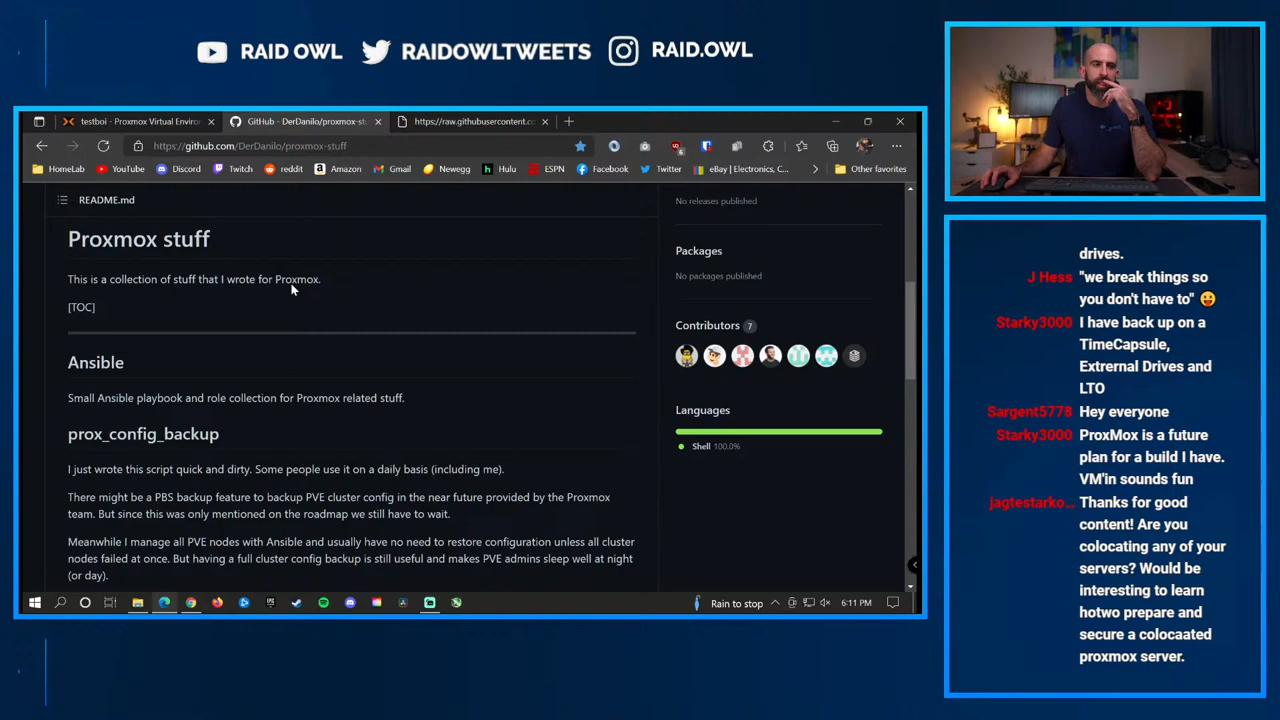 RAID OWL
RAIDOWLTWEETS
RAID.OWL
testboi - Proxmox Virtual Environ
GitHub - DerDanilo/proxmox-stu
https://raw.githubusercontent.co
https://github.com/DerDanilo/proxmox-stuff
HomeLab
YouTube
Discord
Twitch
reddit
Amazon
Gmail
Newegg
Hulu
ESPN
Facebook
Twitter
eBay | Electronics, C...
Other favorites
README.md
Proxmox stuff
This is a collection of stuff that I wrote for Proxmox.
[TOC]
Ansible
Small Ansible playbook and role collection for Proxmox related stuff.
prox_config_backup
I just wrote this script quick and dirty. Some people use it on a daily basis (including me).
There might be a PBS backup feature to backup PVE cluster config in the near future provided by the Proxmox
team. But since this was only mentioned on the roadmap we still have to wait.
Meanwhile I manage all PVE nodes with Ansible and usually have no need to restore configuration unless all cluster
nodes failed at once. But having a full cluster config backup is still useful and makes PVE admins sleep well at night
(or day).
No releases published
Packages
No packages published
Contributors 7
Languages
Shell 100.0%
Rain to stop
6:11 PM
drives.
J Hess "we break things so
you don't have to" 😛
Starky3000 I have back up on a
TimeCapsule,
Extrernal Drives and
LTO
Sargent5778 Hey everyone
Starky3000 ProxMox is a future
plan for a build I have.
VM'in sounds fun
jagtestarko... Thanks for good
content! Are you
colocating any of your
servers? Would be
interesting to learn
hotwo prepare and
secure a colocaated
proxmox server.